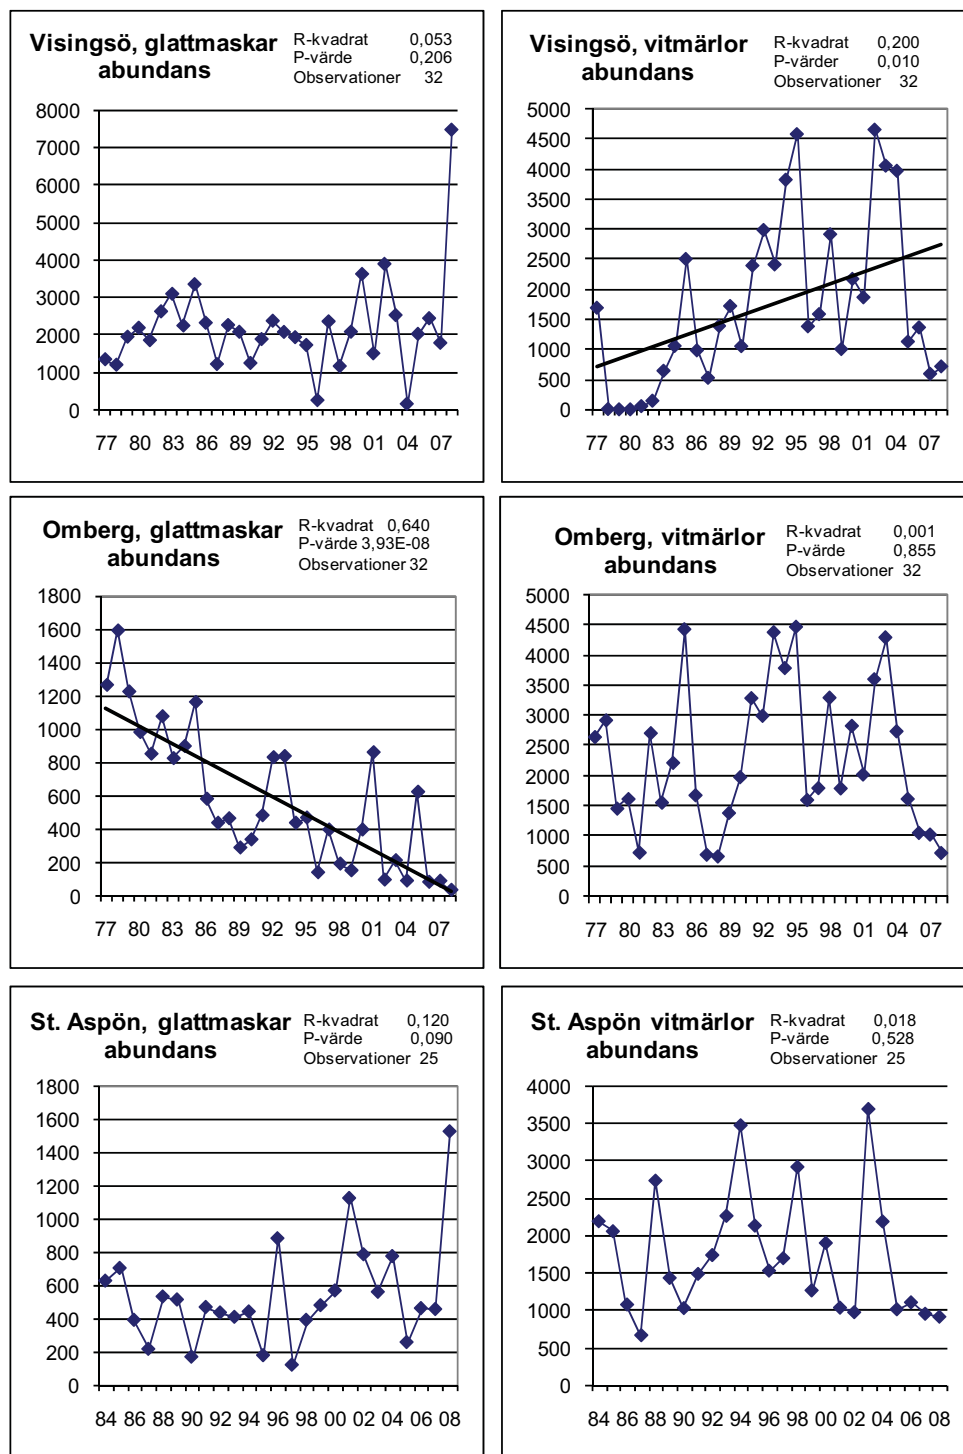 Visingsö, glattmaskar
abundans
R-kvadrat 0,053
P-värde 0,206
Observationer 32
8000
7000
6000
5000
4000
3000
2000
1000
0
77 80 83 86 89 92 95 98 01 04 07
Visingsö, vitmärlor
abundans
R-kvadrat 0,200
P-värder 0,010
Observationer 32
5000
4500
4000
3500
3000
2500
2000
1500
1000
500
0
77 80 83 86 89 92 95 98 01 04 07
Omberg, glattmaskar
abundans
R-kvadrat 0,640
P-värde 3,93E-08
Observationer 32
1800
1600
1400
1200
1000
800
600
400
200
0
77 80 83 86 89 92 95 98 01 04 07
Omberg, vitmärlor
abundans
R-kvadrat 0,001
P-värde 0,855
Observationer 32
5000
4500
4000
3500
3000
2500
2000
1500
1000
500
0
77 80 83 86 89 92 95 98 01 04 07
St. Aspön, glattmaskar
abundans
R-kvadrat 0,120
P-värde 0,090
Observationer 25
1800
1600
1400
1200
1000
800
600
400
200
0
84 86 88 90 92 94 96 98 00 02 04 06 08
St. Aspön vitmärlor
abundans
R-kvadrat 0,018
P-värde 0,528
Observationer 25
4000
3500
3000
2500
2000
1500
1000
500
0
84 86 88 90 92 94 96 98 00 02 04 06 08